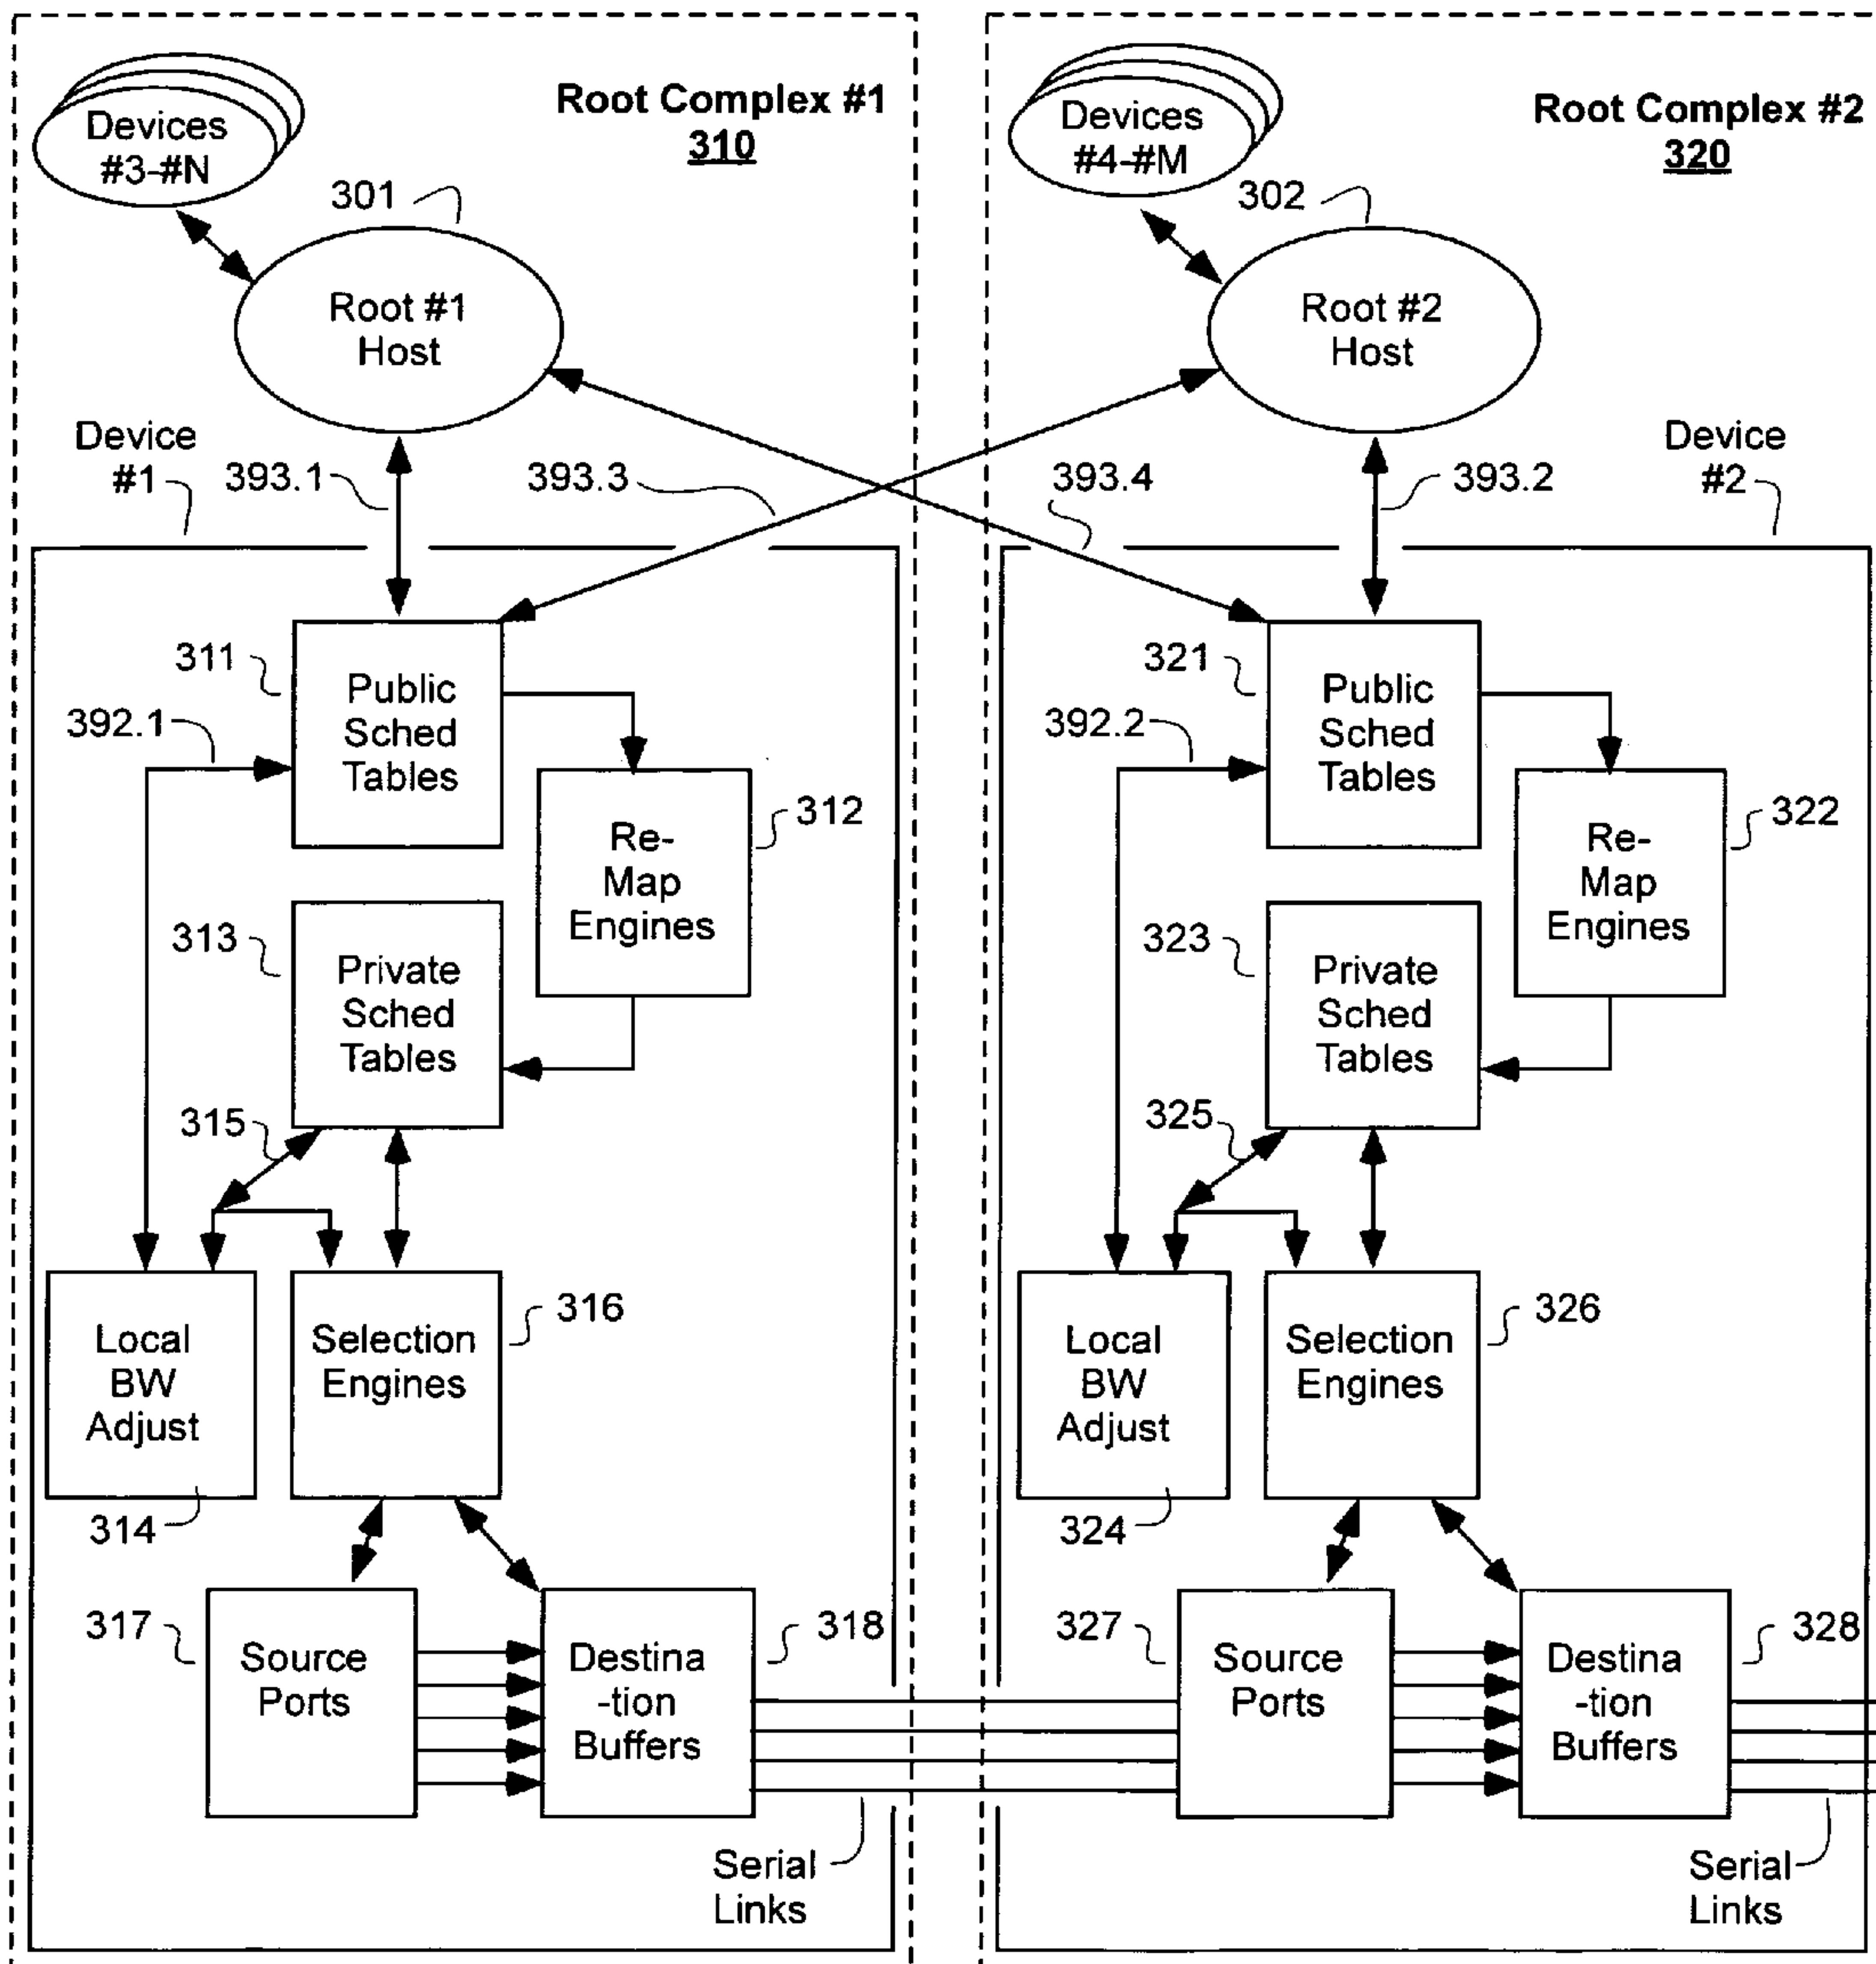 Devices
#3-#N
Root Complex #1
310
301
Root #1
Host
Device
#1
393.1
393.3
311
Public
Sched
Tables
392.1
Re-
Map
Engines
312
313
Private
Sched
Tables
315
Local
BW
Adjust
314
Selection
Engines
316
317
Source
Ports
Destina
-tion
Buffers
318
Serial
Links
Devices
#4-#M
Root Complex #2
320
302
Root #2
Host
393.4
393.2
Device
#2
321
Public
Sched
Tables
392.2
Re-
Map
Engines
322
323
Private
Sched
Tables
325
Local
BW
Adjust
324
Selection
Engines
326
327
Source
Ports
Destina
-tion
Buffers
328
Serial
Links